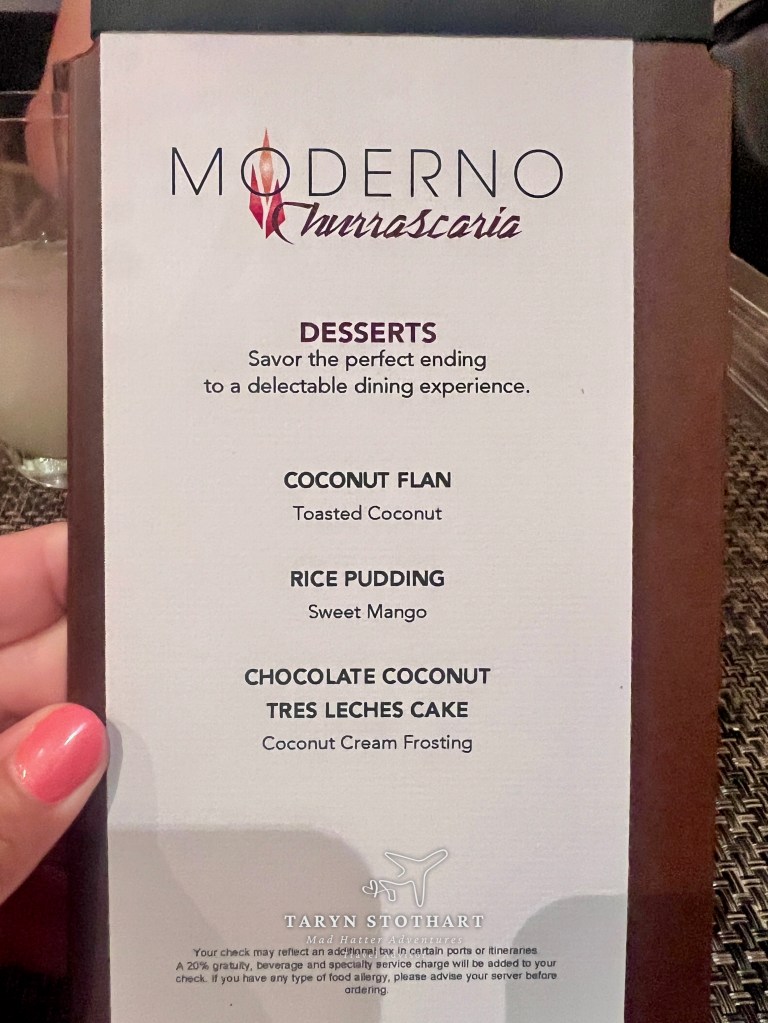 MODERNO
Churrascaria
DESSERTS
Savor the perfect ending
to a delectable dining experience.
COCONUT FLAN
Toasted Coconut
RICE PUDDING
Sweet Mango
CHOCOLATE COCONUT
TRES LECHES CAKE
Coconut Cream Frosting
TARYN STOTHART
Mad Hatter Adventures
Your check may reflect an additional tax in certain ports or itineraries.
A 20% gratuity, beverage and specialty service charge will be added to your
check. If you have any type of food allergy, please advise your server before
ordering.